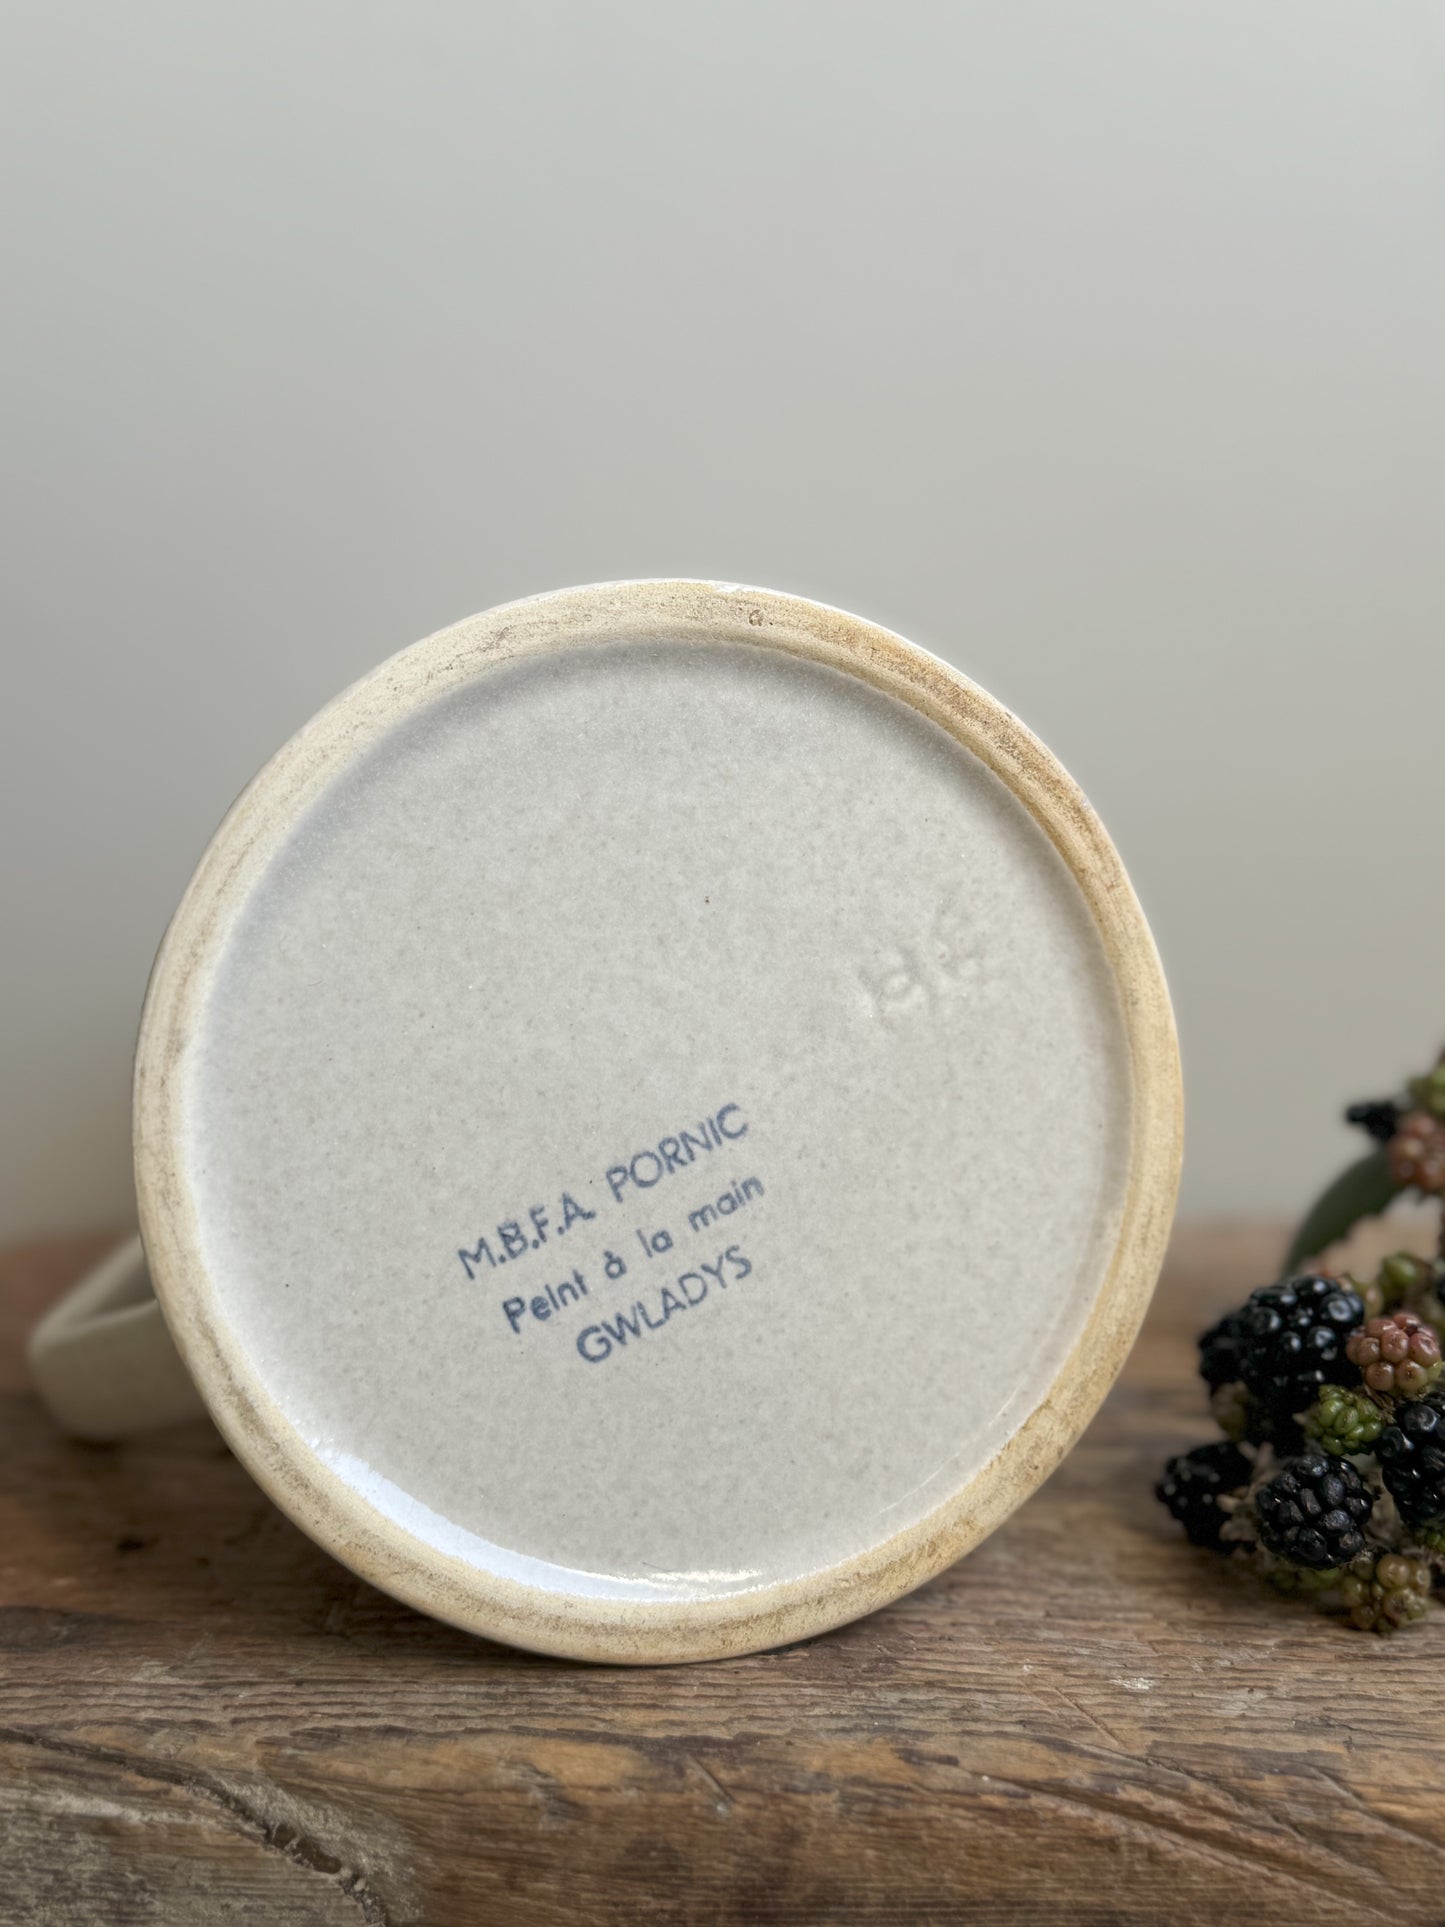 M.B.F.A. PORNIC
Peint à la main
GWLADYS